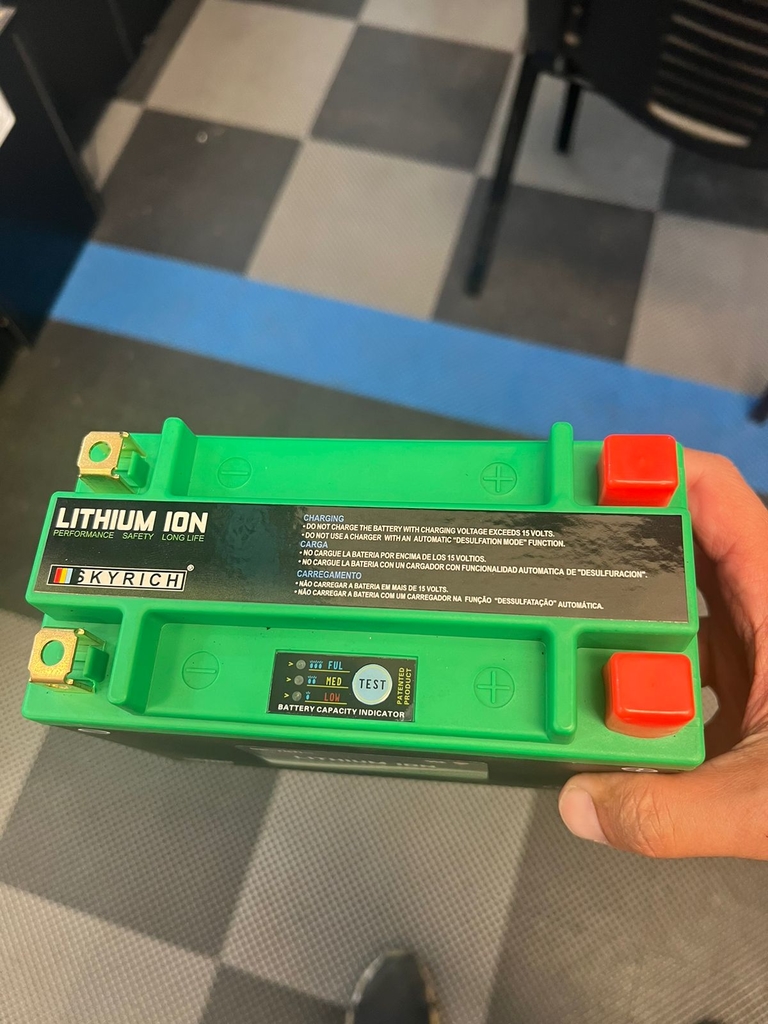 LITHIUM ION
PERFORMANCE SAFETY LONG LIFE
SKYRICH®
CHARGING
• DO NOT CHARGE THE BATTERY WITH CHARGING VOLTAGE EXCEEDS 15 VOLTS.
• DO NOT USE A CHARGER WITH AN AUTOMATIC "DESULFATION MODE" FUNCTION.
CARGA
• NO CARGUE LA BATERIA POR ENCIMA DE LOS 15 VOLTIOS.
• NO CARGUE LA BATERIA CON UN CARGADOR CON FUNCIONALIDAD AUTOMATICA DE "DESULFURACION".
CARREGAMENTO
• NÃO CARREGAR A BATERIA EM MAIS DE 15 VOLTS.
• NÃO CARREGAR A BATERIA COM UM CARREGADOR NA FUNÇÃO "DESSULFATAÇÃO" AUTOMÁTICA.
> FUL
> MED
> LOW
TEST
PATENTED
PRODUCT
BATTERY CAPACITY INDICATOR
LITHIUM ION